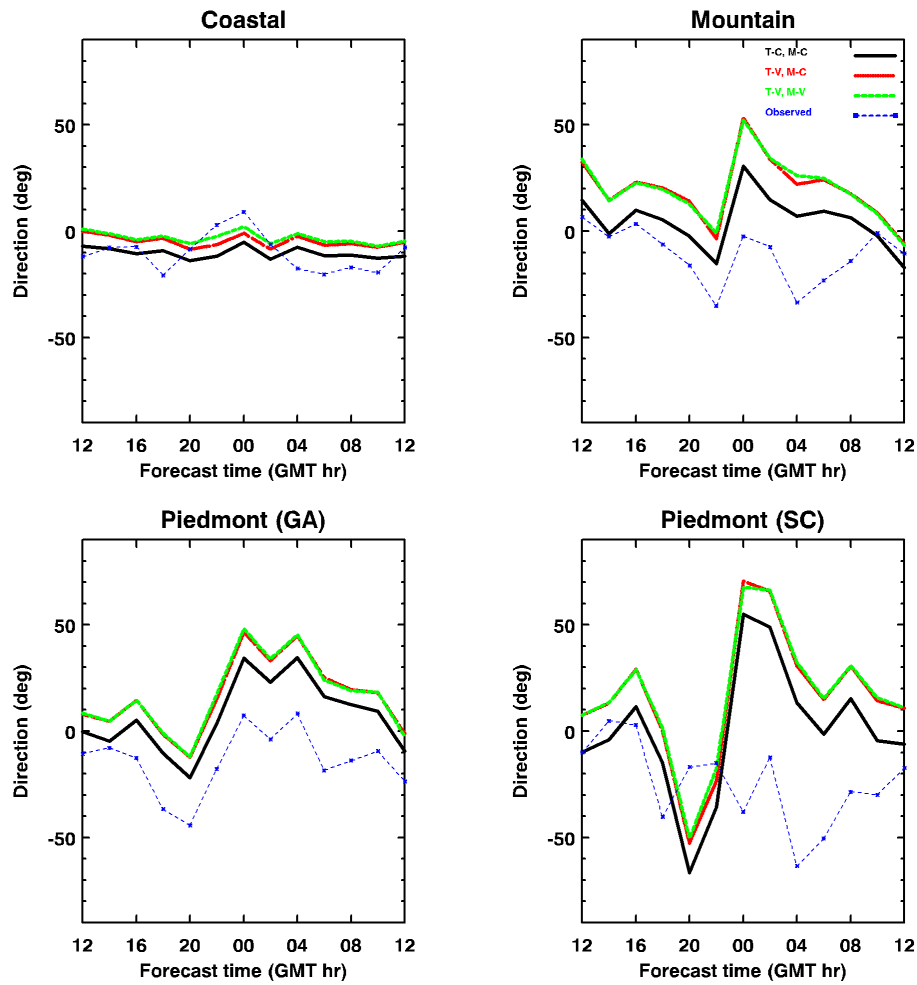 Coastal
Direction (deg)
50
0
-50
12 16 20 00 04 08 12
Forecast time (GMT hr)
Mountain
T-C, M-C
T-V, M-C
T-V, M-V
Observed
Direction (deg)
50
0
-50
12 16 20 00 04 08 12
Forecast time (GMT hr)
Piedmont (GA)
Direction (deg)
50
0
-50
12 16 20 00 04 08 12
Forecast time (GMT hr)
Piedmont (SC)
Direction (deg)
50
0
-50
12 16 20 00 04 08 12
Forecast time (GMT hr)